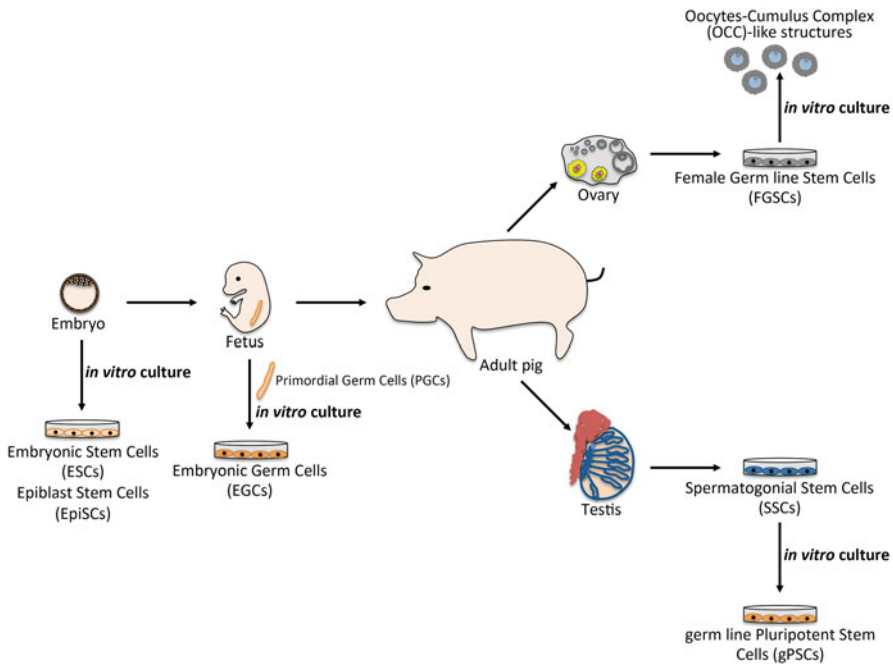 Oocytes-Cumulus Complex
(OCC)-like structures
in vitro culture
Ovary
Female Germ line Stem Cells
(FGSCs)
Embryo
Fetus
Adult pig
in vitro culture
Primordial Germ Cells (PGCs)
in vitro culture
Embryonic Stem Cells
(ESCs)
Epiblast Stem Cells
(EpiSCs)
Embryonic Germ Cells
(EGCs)
Testis
Spermatogonial Stem Cells
(SSCs)
in vitro culture
germ line Pluripotent Stem
Cells (gPSCs)